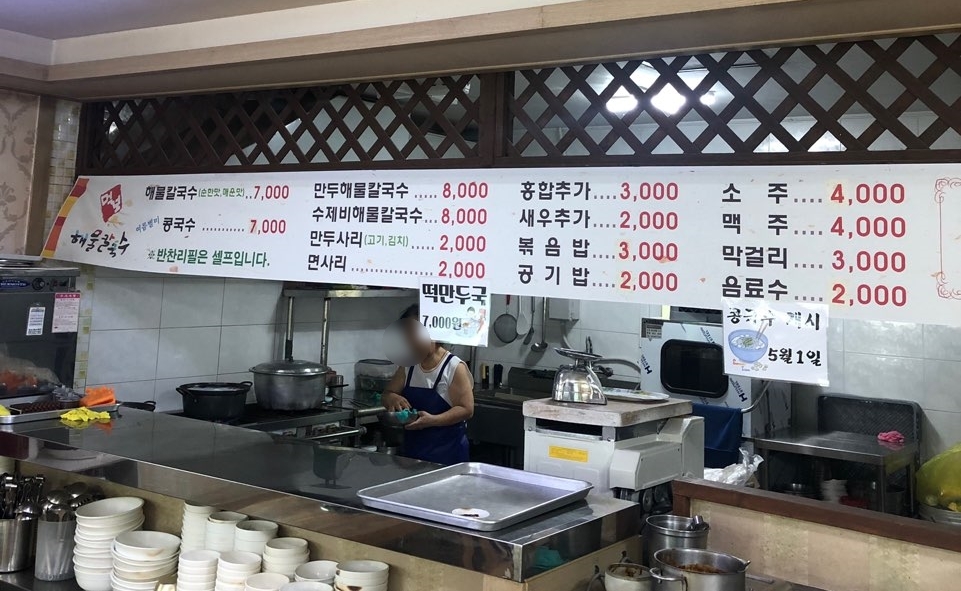 명실
해물칼국수
해물칼국수(순한맛,매운맛)..7,000
여름별미 콩국수 ..... 7,000
※ 반찬리필은 셀프입니다.
만두해물칼국수 ..... 8,000
수제비해물칼국수... 8,000
만두사리(고기,김치) ..... 2,000
면사리 .................. 2,000
홍합추가.... 3,000
새우추가.... 2,000
볶음밥.... 3,000
공기밥.... 2,000
소 주 .... 4,000
맥 주 .... 4,000
막걸리 .... 3,000
음료수 .... 2,000
떡만두국
7,000원
콩국수 개시
5월1일